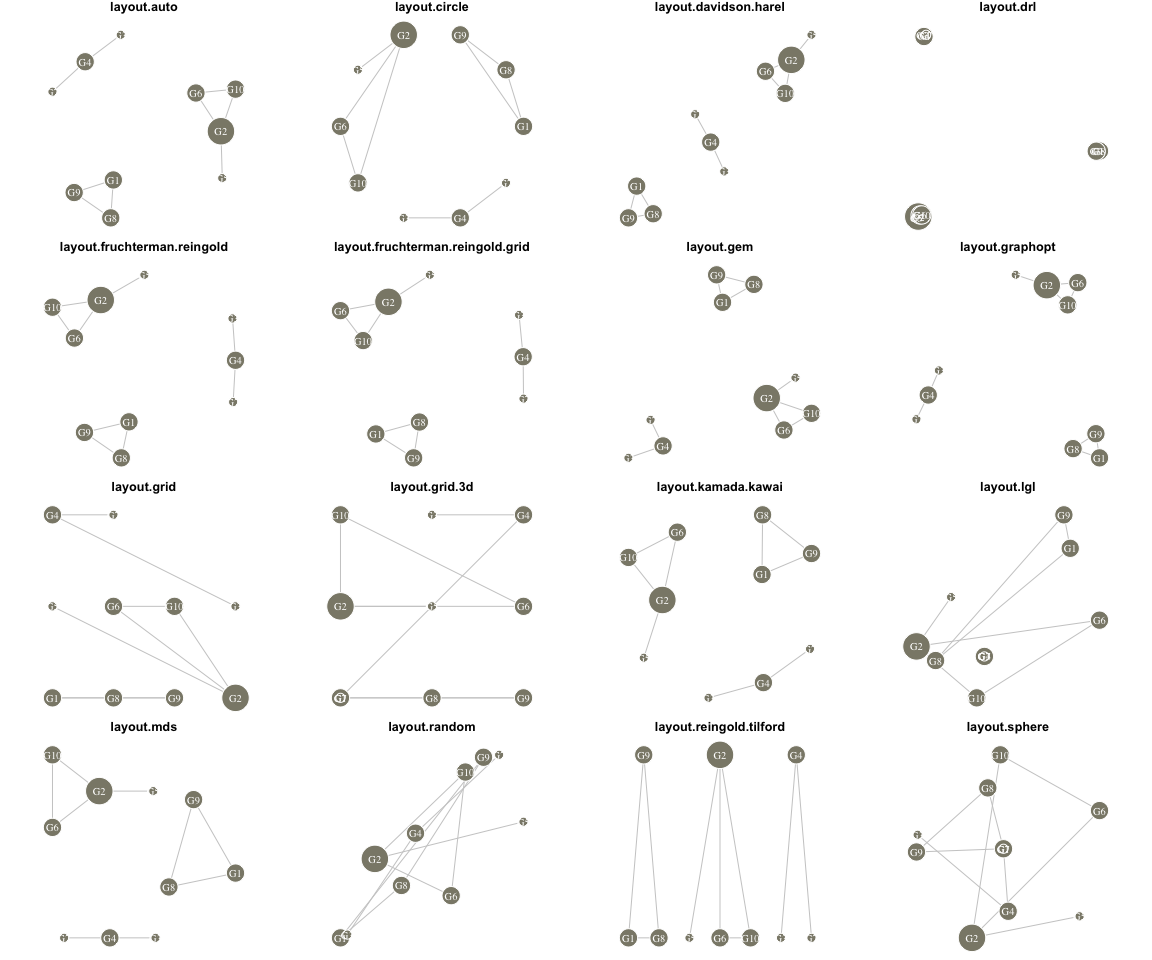 layout.auto
layout.circle
layout.davidson.harel
layout.drl
G4
G6
G10
G2
G1
G9
G8
G2
G9
G8
G6
G1
G10
G4
G2
G6
G10
G4
G1
G9
G8
layout.fruchterman.reingold
layout.fruchterman.reingold.grid
layout.gem
layout.graphopt
G2
G10
G6
G4
G1
G9
G8
G2
G6
G10
G4
G8
G1
G9
G9
G8
G1
G2
G10
G6
G4
G2
G6
G10
G4
G9
G8
G1
layout.grid
layout.grid.3d
layout.kamada.kawai
layout.lgl
G4
G6
G10
G1
G8
G9
G2
G10
G4
G2
G6
G8
G9
G8
G6
G10
G9
G1
G2
G4
G9
G1
G6
G2
G8
G10
layout.mds
layout.random
layout.reingold.tilford
layout.sphere
G10
G2
G9
G6
G1
G8
G4
G9
G10
G4
G2
G8
G6
G9
G2
G4
G1
G8
G6
G10
G10
G8
G6
G9
G4
G2